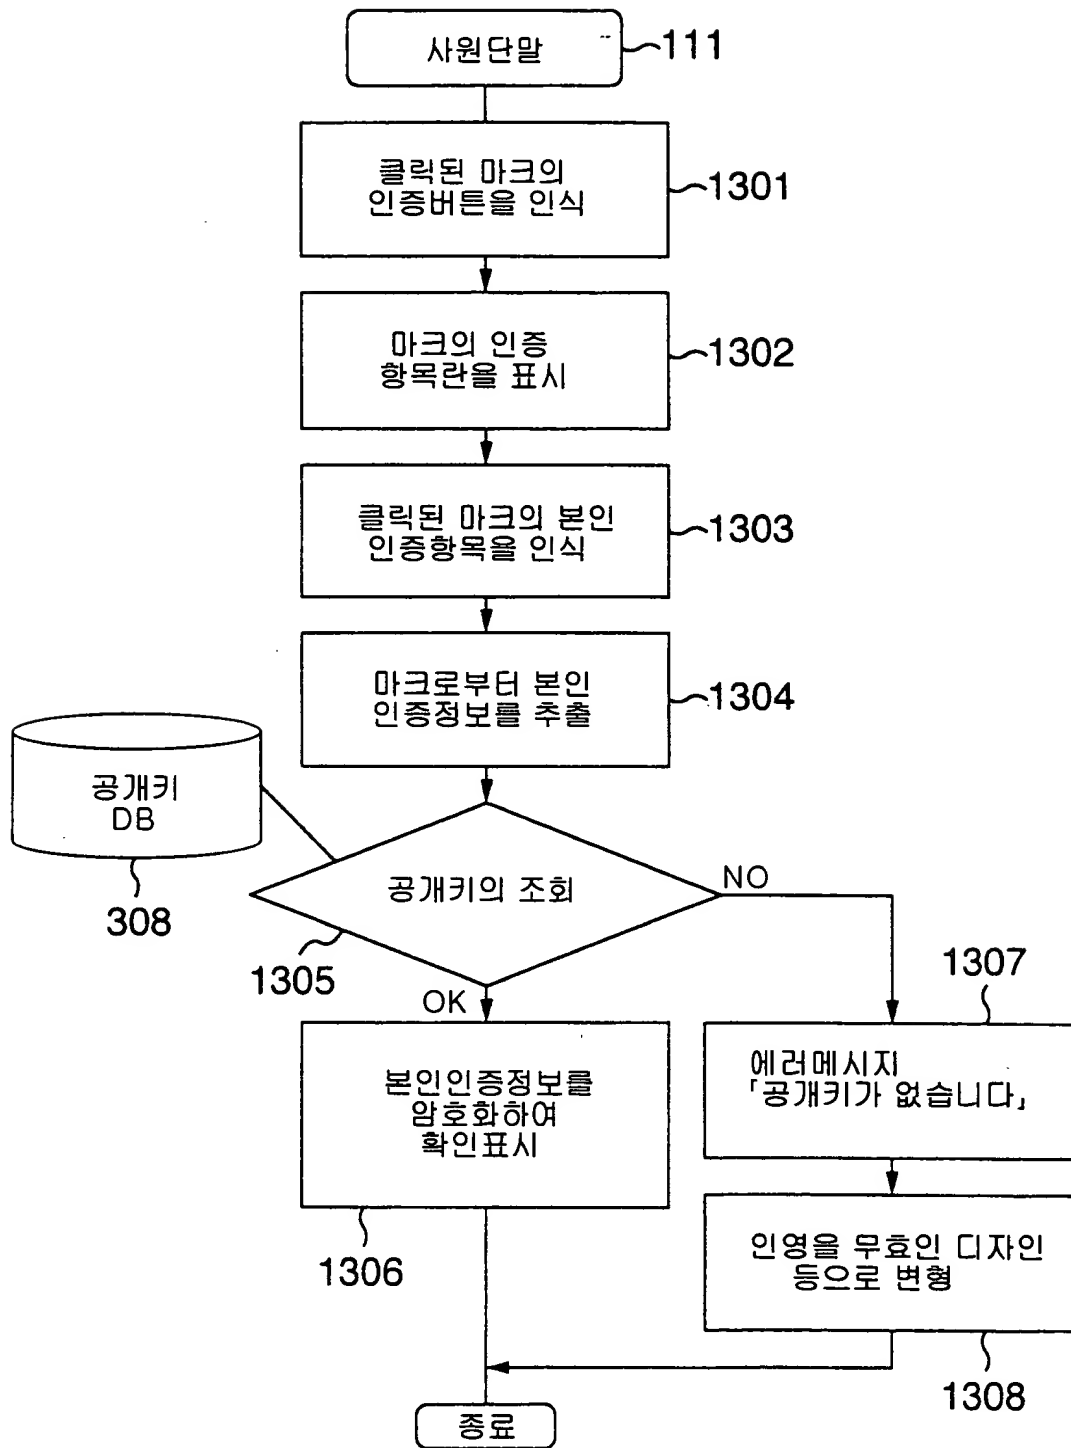 사원단말
111
클릭된 마크의
인증버튼을 인식
1301
마크의 인증
항목란을 표시
1302
클릭된 마크의 본인
인증항목을 인식
1303
마크로부터 본인
인증정보를 추출
1304
공개키
DB
308
공개키의 조회
1305
NO
OK
1307
본인인증정보를
암호화하여
확인표시
1306
에러메시지
「공개키가 없습니다」
인영을 무효인 디자인
등으로 변형
1308
종료